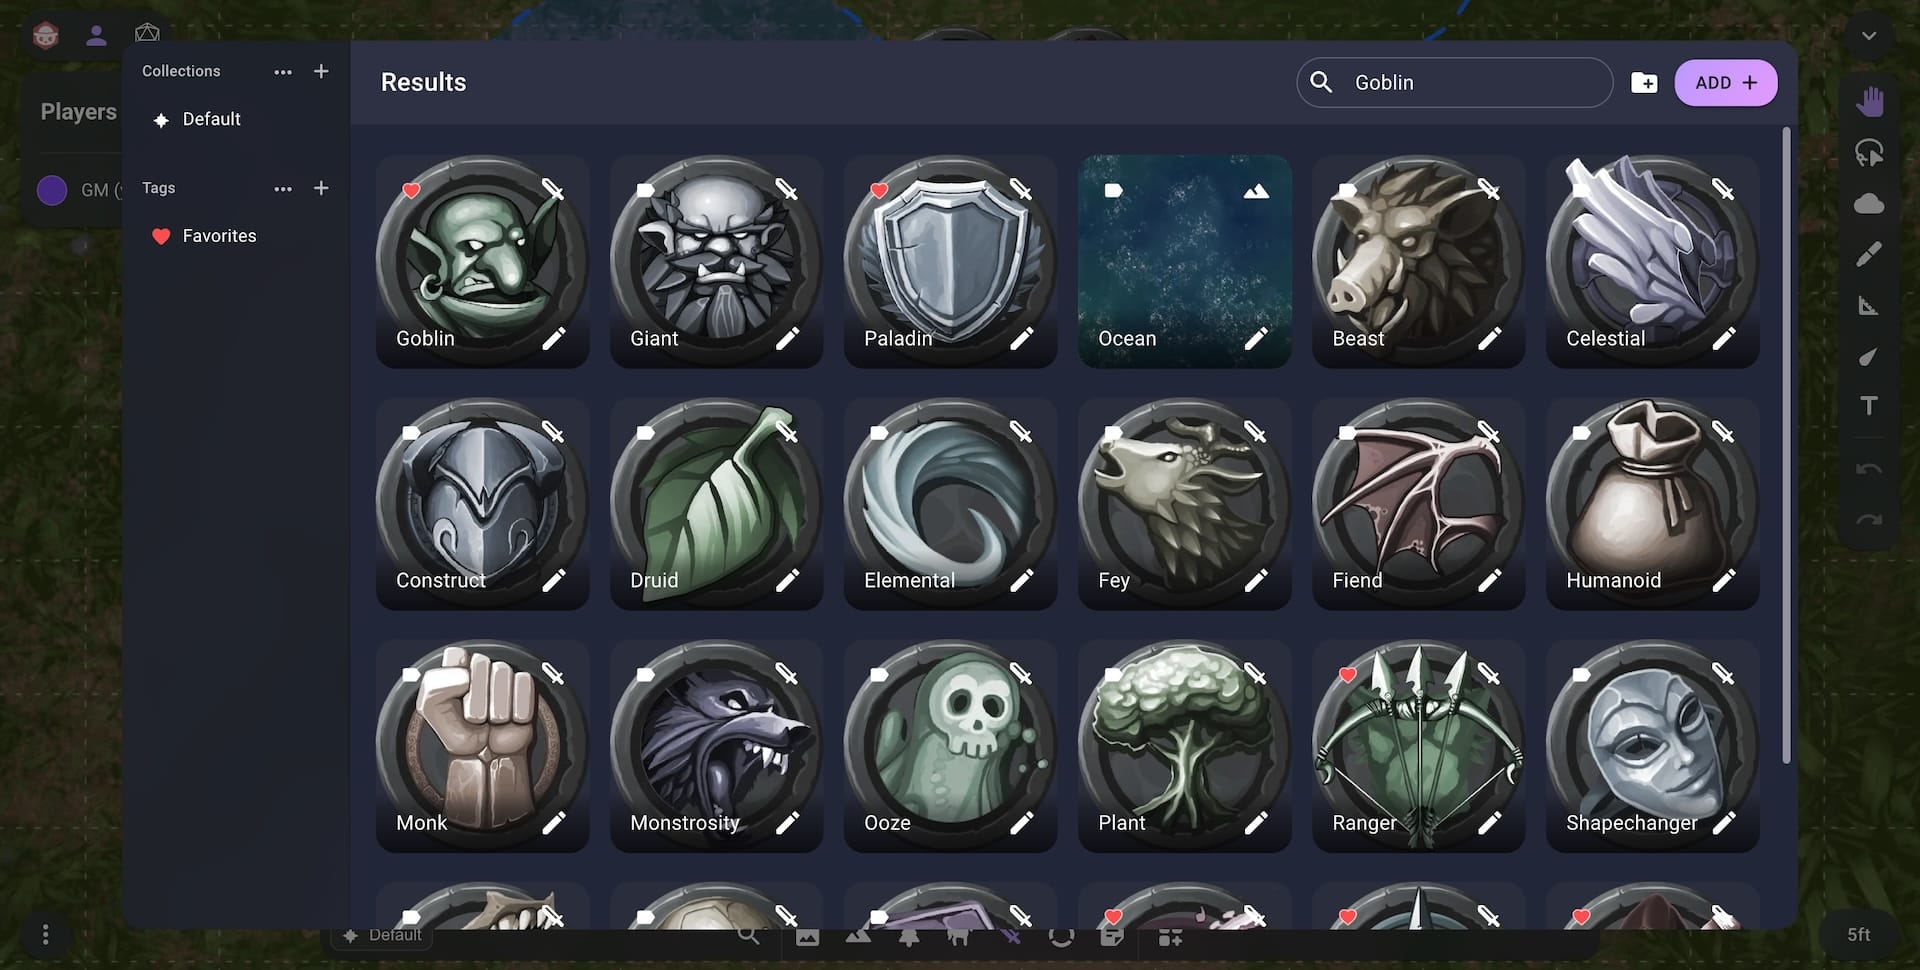 Players
GM (
Collections
Default
Tags
Favorites
Results
Goblin
ADD
Goblin
Giant
Paladin
Ocean
Beast
Celestial
Construct
Druid
Elemental
Fey
Fiend
Humanoid
Monk
Monstrosity
Ooze
Plant
Ranger
Shapechanger
Default
T
5ft